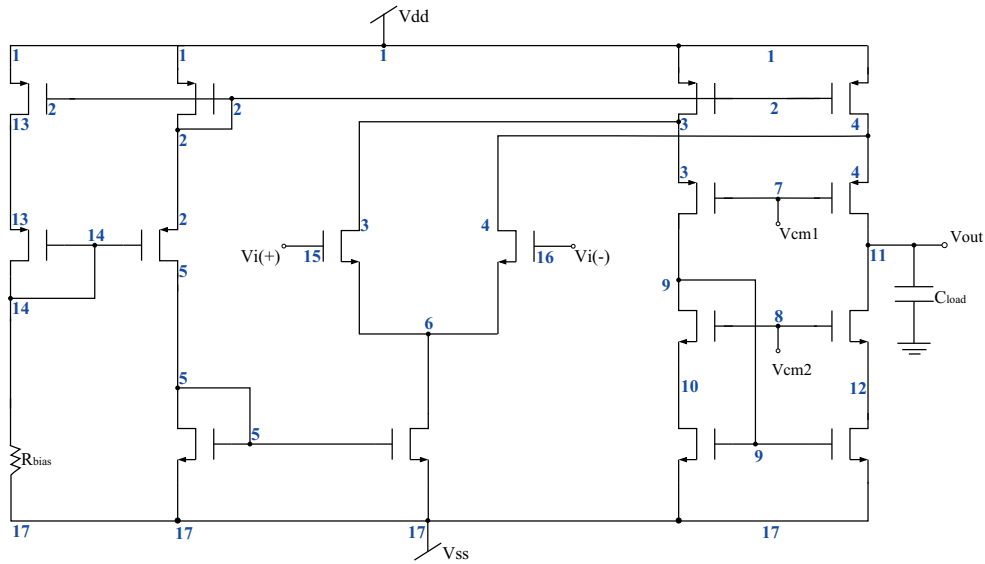 Vdd
1 1 1 1
2 2 2
13 2 3 4
13 2 3 4 3 4
14 7
Vi(+) 15 16 Vi(-) Vcm1 Vout
5 11
14 9 Cload
6 8
Vcm2
5 10 12
5 9
Rbias
17 17 17 17
Vss